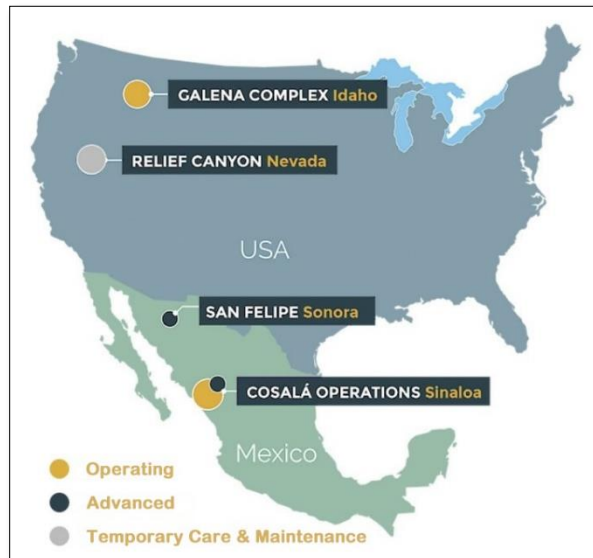 GALENA COMPLEX Idaho
RELIEF CANYON Nevada
USA
SAN FELIPE Sonora
COSALÁ OPERATIONS Sinaloa
Mexico
Operating
Advanced
Temporary Care & Maintenance